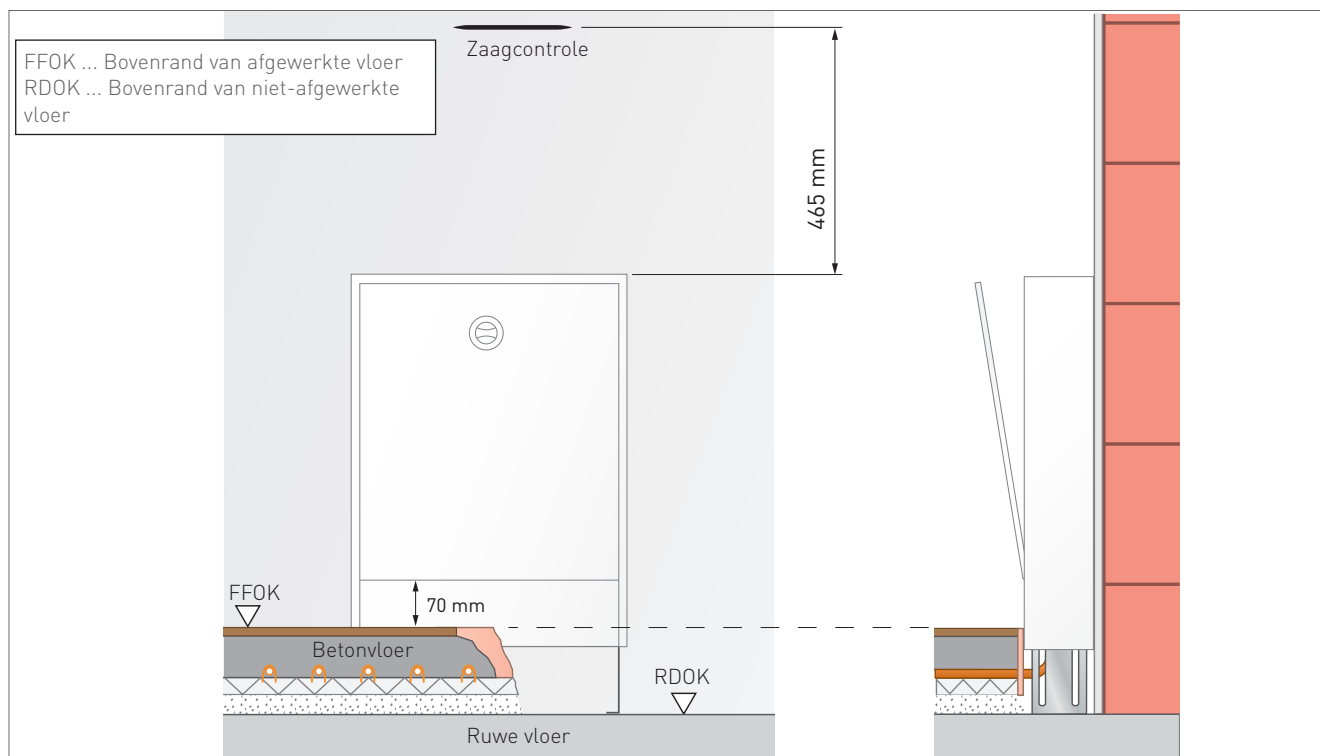 FFOK ... Bovenrand van afgewerkte vloer
RDOK ... Bovenrand van niet-afgewerkte
vloer
Zaagcontrole
465 mm
FFOK
70 mm
Betonvloer
RDOK
Ruwe vloer